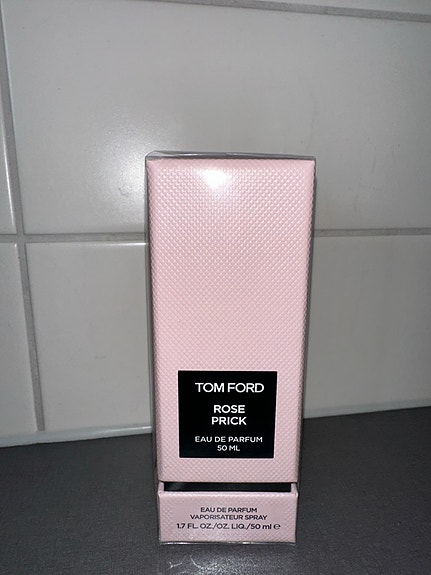 TOM FORD
ROSE
PRICK
EAU DE PARFUM
50 ML
EAU DE PARFUM
VAPORISATEUR SPRAY
1.7 FL. OZ./OZ. LIQ./50 ml ℮